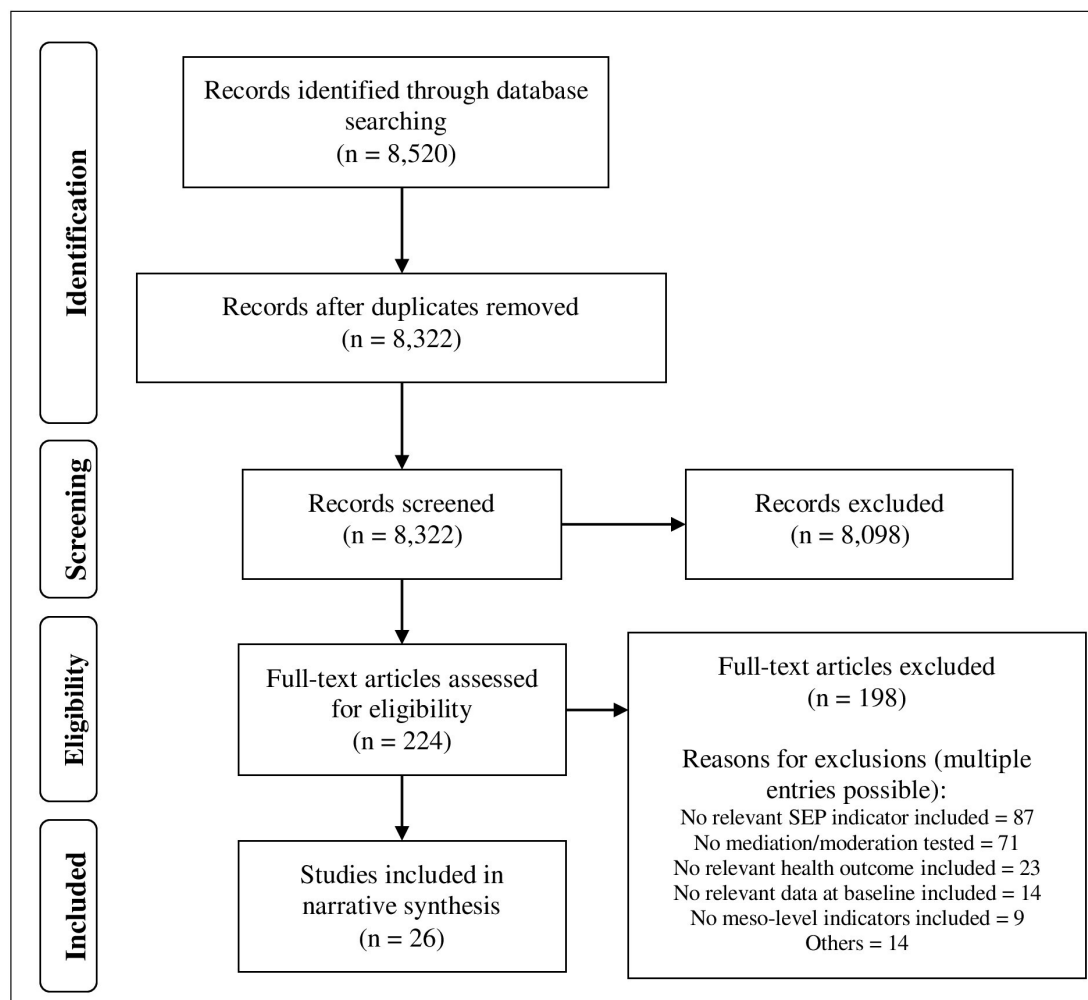 Identification
Records identified through database
searching
(n = 8,520)
Records after duplicates removed
(n = 8,322)
Screening
Records screened
(n = 8,322)
Records excluded
(n = 8,098)
Eligibility
Full-text articles assessed
for eligibility
(n = 224)
Full-text articles excluded
(n = 198)
Reasons for exclusions (multiple
entries possible):
No relevant SEP indicator included = 87
No mediation/moderation tested = 71
No relevant health outcome included = 23
No relevant data at baseline included = 14
No meso-level indicators included = 9
Others = 14
Included
Studies included in
narrative synthesis
(n = 26)